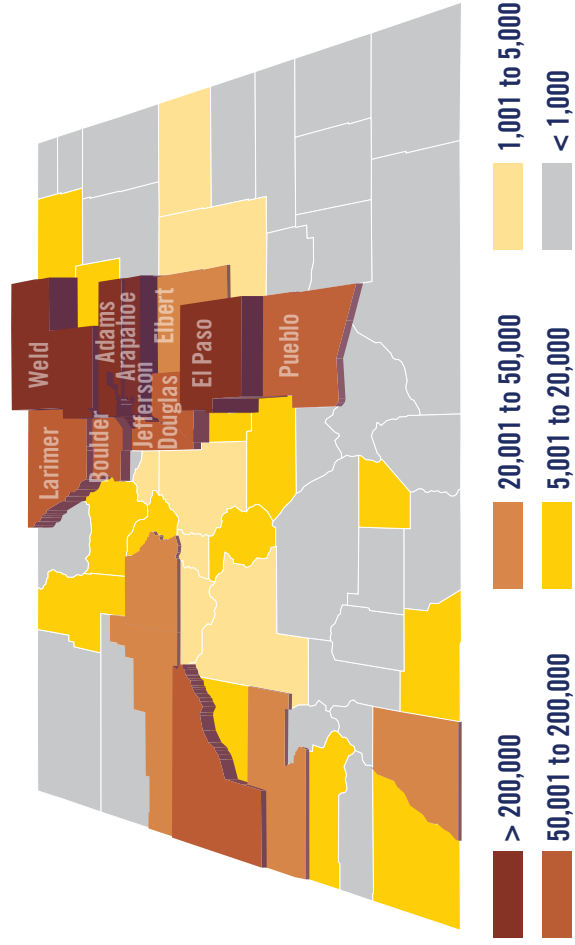 Weld
Larimer
Adams
Boulder
Arapahoe
Jefferson
Elbert
Douglas
El Paso
Pueblo
> 200,000
20,001 to 50,000
1,001 to 5,000
50,001 to 200,000
5,001 to 20,000
< 1,000